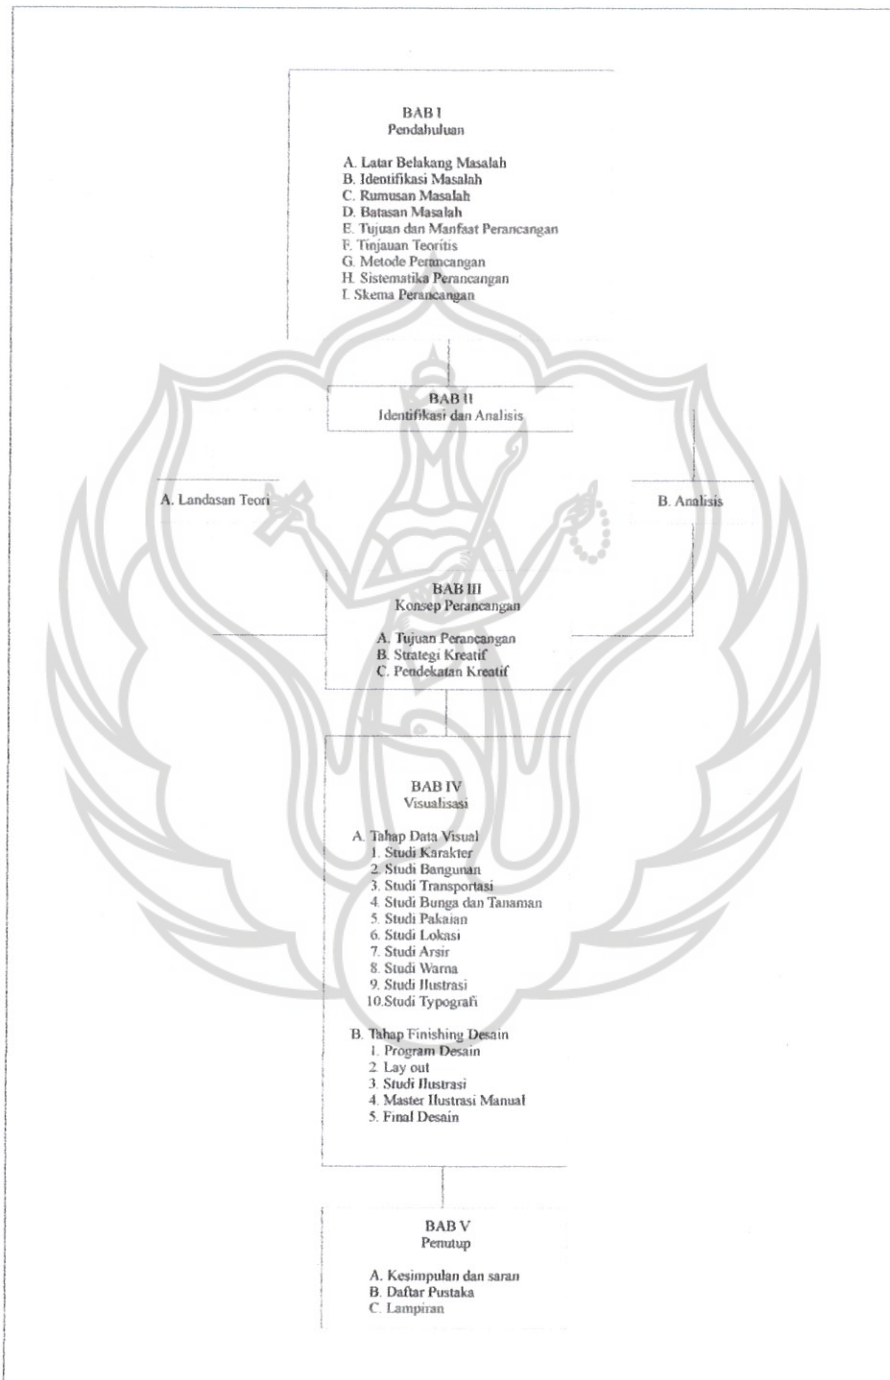 BAB I
Pendahuluan
A. Latar Belakang Masalah
B. Identifikasi Masalah
C. Rumusan Masalah
D. Batasan Masalah
E. Tujuan dan Manfaat Perancangan
F. Tinjauan Teoritis
G. Metode Perancangan
H. Sistematika Perancangan
I. Skema Perancangan
BAB II
Identifikasi dan Analisis
A. Landasan Teori
B. Analisis
BAB III
Konsep Perancangan
A. Tujuan Perancangan
B. Strategi Kreatif
C. Pendekatan Kreatif
BAB IV
Visualisasi
A. Tahap Data Visual
1. Studi Karakter
2. Studi Bangunan
3. Studi Transportasi
4. Studi Bunga dan Tanaman
5. Studi Pakaian
6. Studi Lokasi
7. Studi Arsir
8. Studi Warna
9. Studi Ilustrasi
10.Studi Typografi
B. Tahap Finishing Desain
1. Program Desain
2. Lay out
3. Studi Ilustrasi
4. Master Ilustrasi Manual
5. Final Desain
BAB V
Penutup
A. Kesimpulan dan saran
B. Daftar Pustaka
C. Lampiran